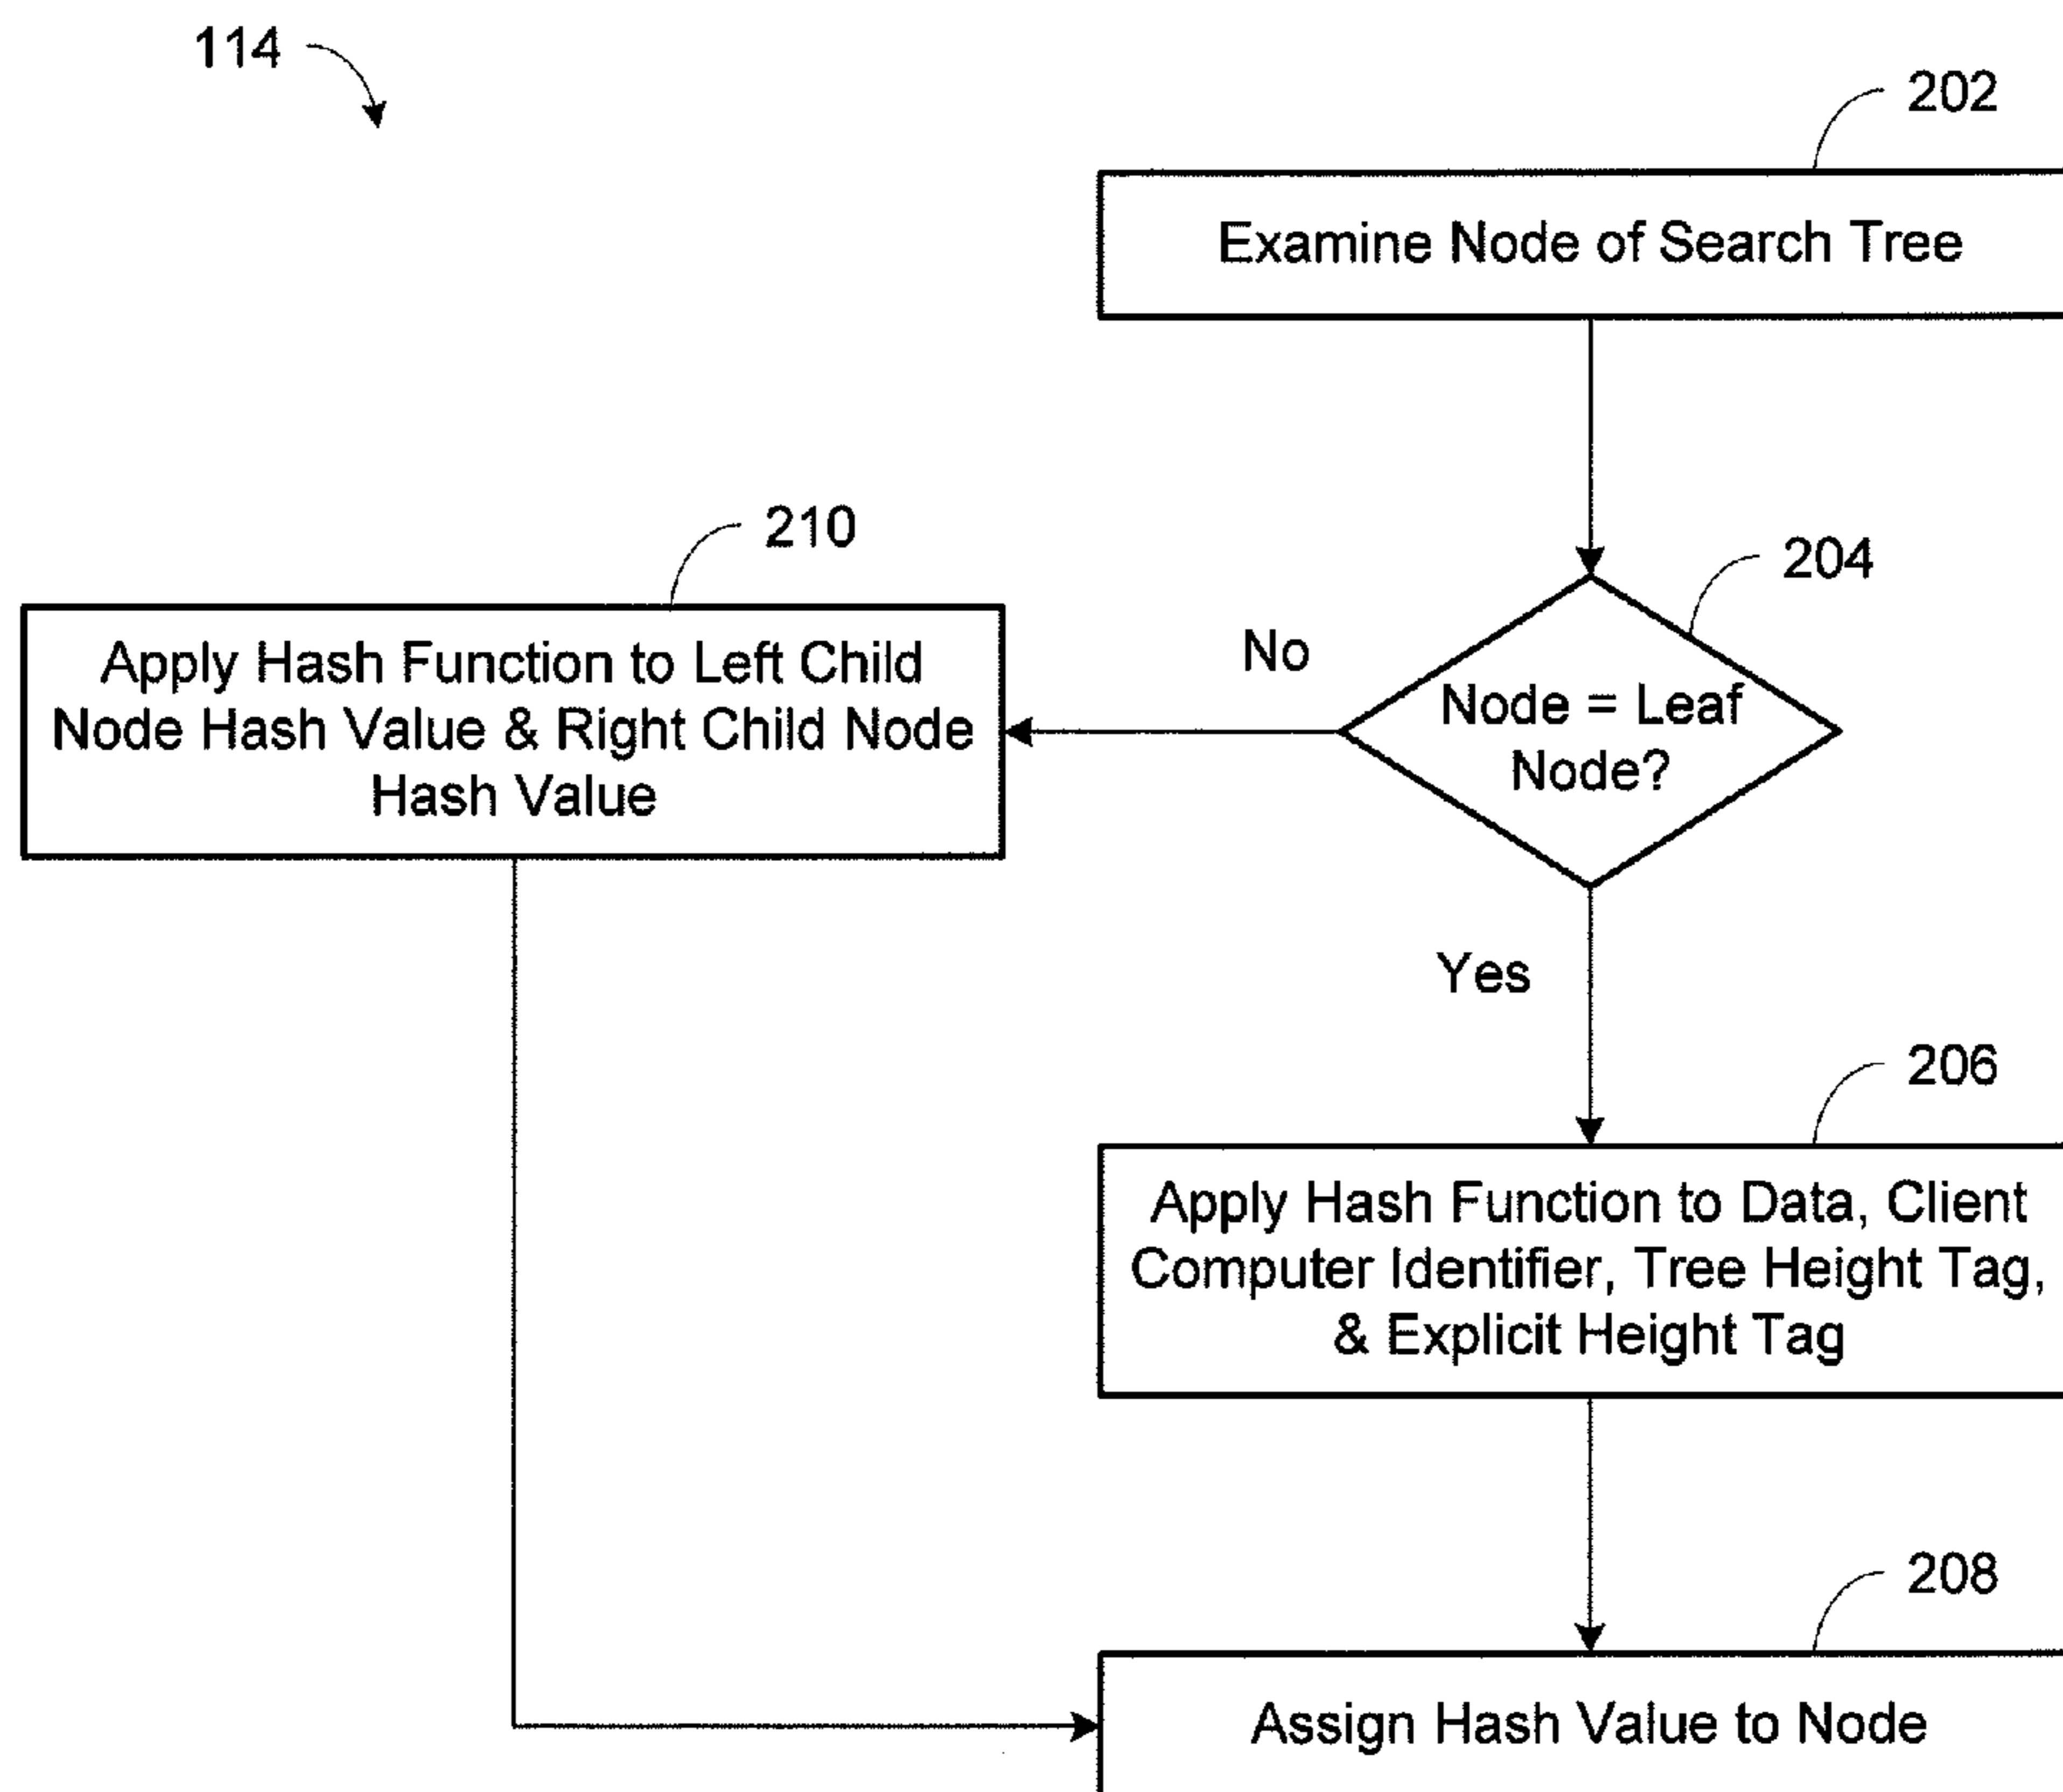 114
202
Examine Node of Search Tree
210
204
Apply Hash Function to Left Child
Node Hash Value & Right Child Node
Hash Value
No
Node = Leaf
Node?
Yes
206
Apply Hash Function to Data, Client
Computer Identifier, Tree Height Tag,
& Explicit Height Tag
208
Assign Hash Value to Node